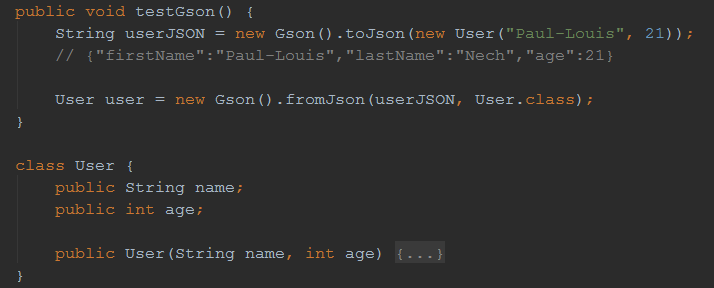 public void testGson() {
    String userJSON = new Gson().toJson(new User("Paul-Louis", 21));
    // {"firstName":"Paul-Louis","lastName":"Nech","age":21}
    User user = new Gson().fromJson(userJSON, User.class);
}
class User {
    public String name;
    public int age;
    public User(String name, int age) {...}
}